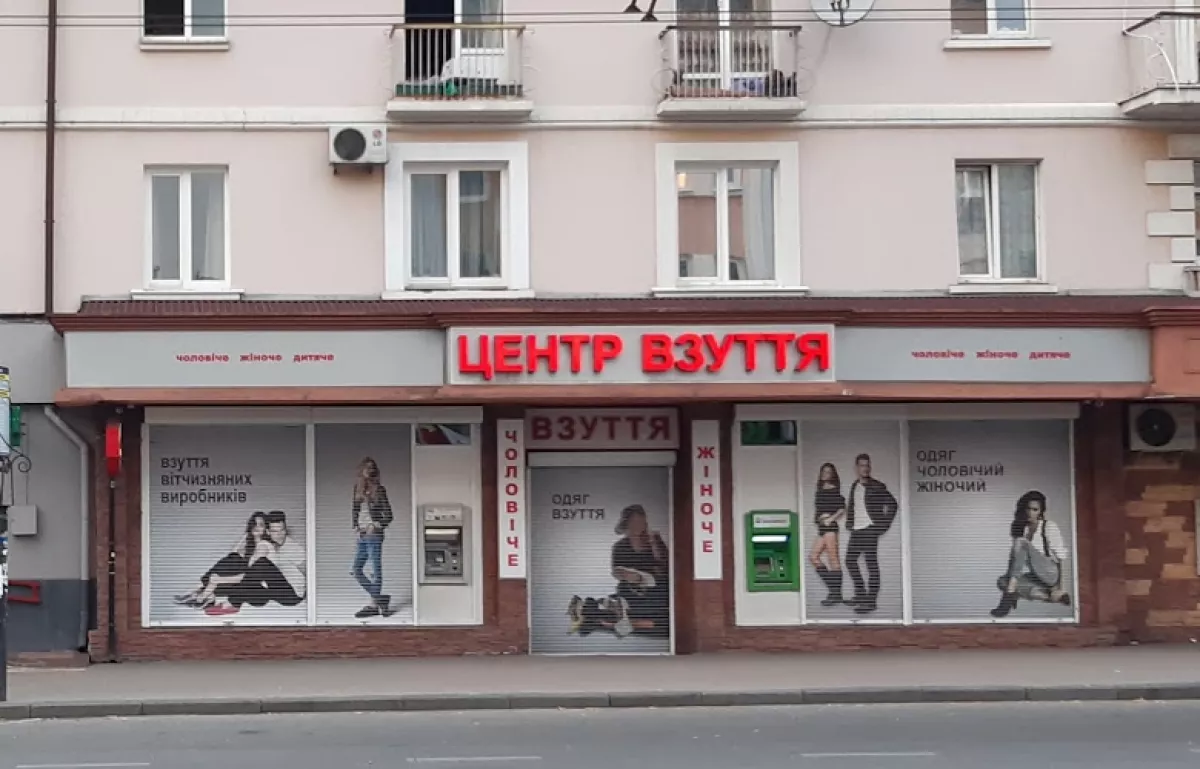 LG
ЦЕНТР ВЗУТТЯ
чоловіче жіноче дитяче
чоловіче жіноче дитяче
взуття
вітчизняних
виробників
ЧОЛОВІЧЕ
ВЗУТТЯ
одяг
взуття
ЖІНОЧЕ
одяг
чоловічий
жіночий